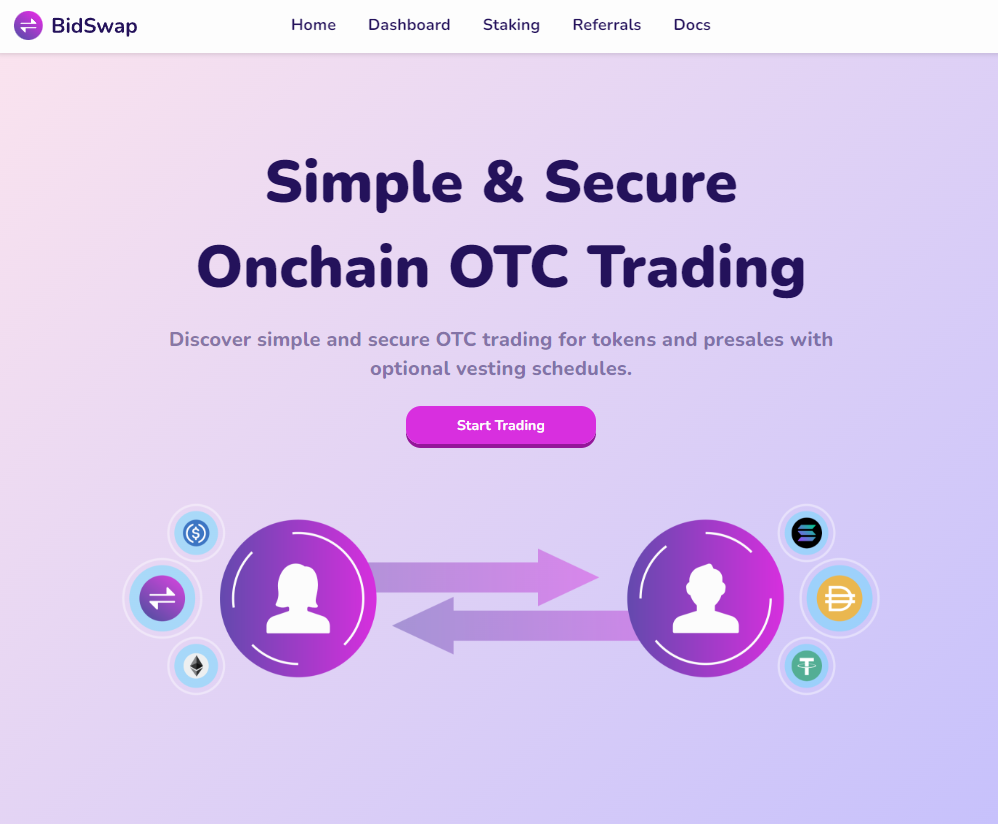 BidSwap
Home Dashboard Staking Referrals Docs
Simple & Secure
Onchain OTC Trading
Discover simple and secure OTC trading for tokens and presales with
optional vesting schedules.
Start Trading